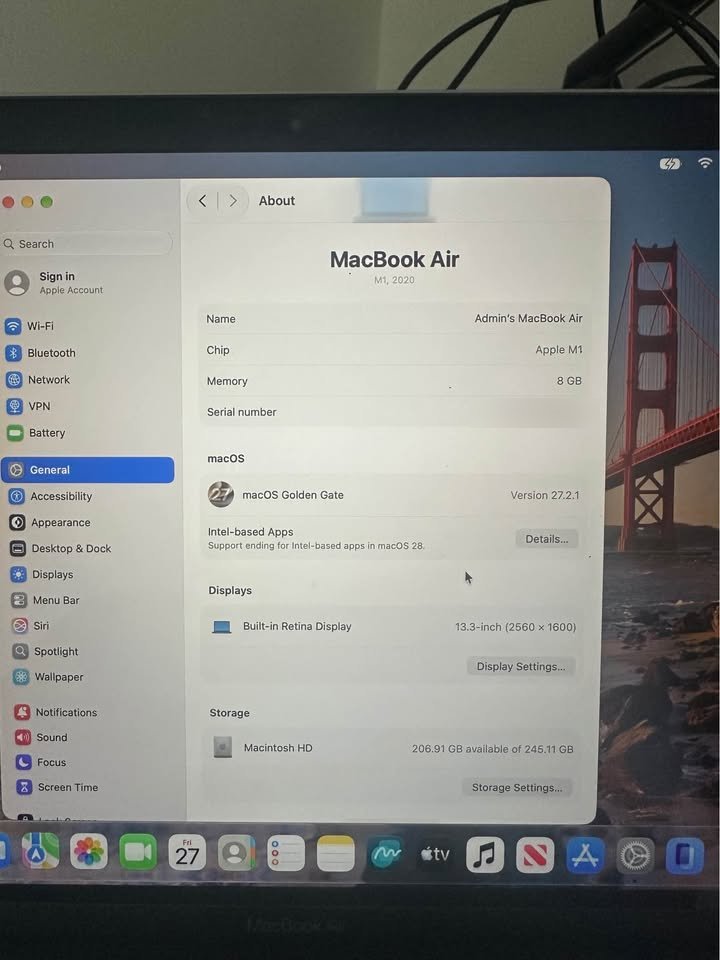 About
Search
MacBook Air
M1, 2020
Sign in
Apple Account
Name Admin's MacBook Air
Chip Apple M1
Memory 8 GB
Serial number
Wi-Fi
Bluetooth
Network
VPN
Battery
General
Accessibility
Appearance
Desktop & Dock
Displays
Menu Bar
Siri
Spotlight
Wallpaper
Notifications
Sound
Focus
Screen Time
macOS
27
macOS Golden Gate Version 27.2.1
Intel-based Apps
Support ending for Intel-based apps in macOS 28.
Details...
Displays
Built-in Retina Display 13.3-inch (2560 × 1600)
Display Settings...
Storage
Macintosh HD 206.91 GB available of 245.11 GB
Storage Settings...
Fri
27
tv
MacBook Air